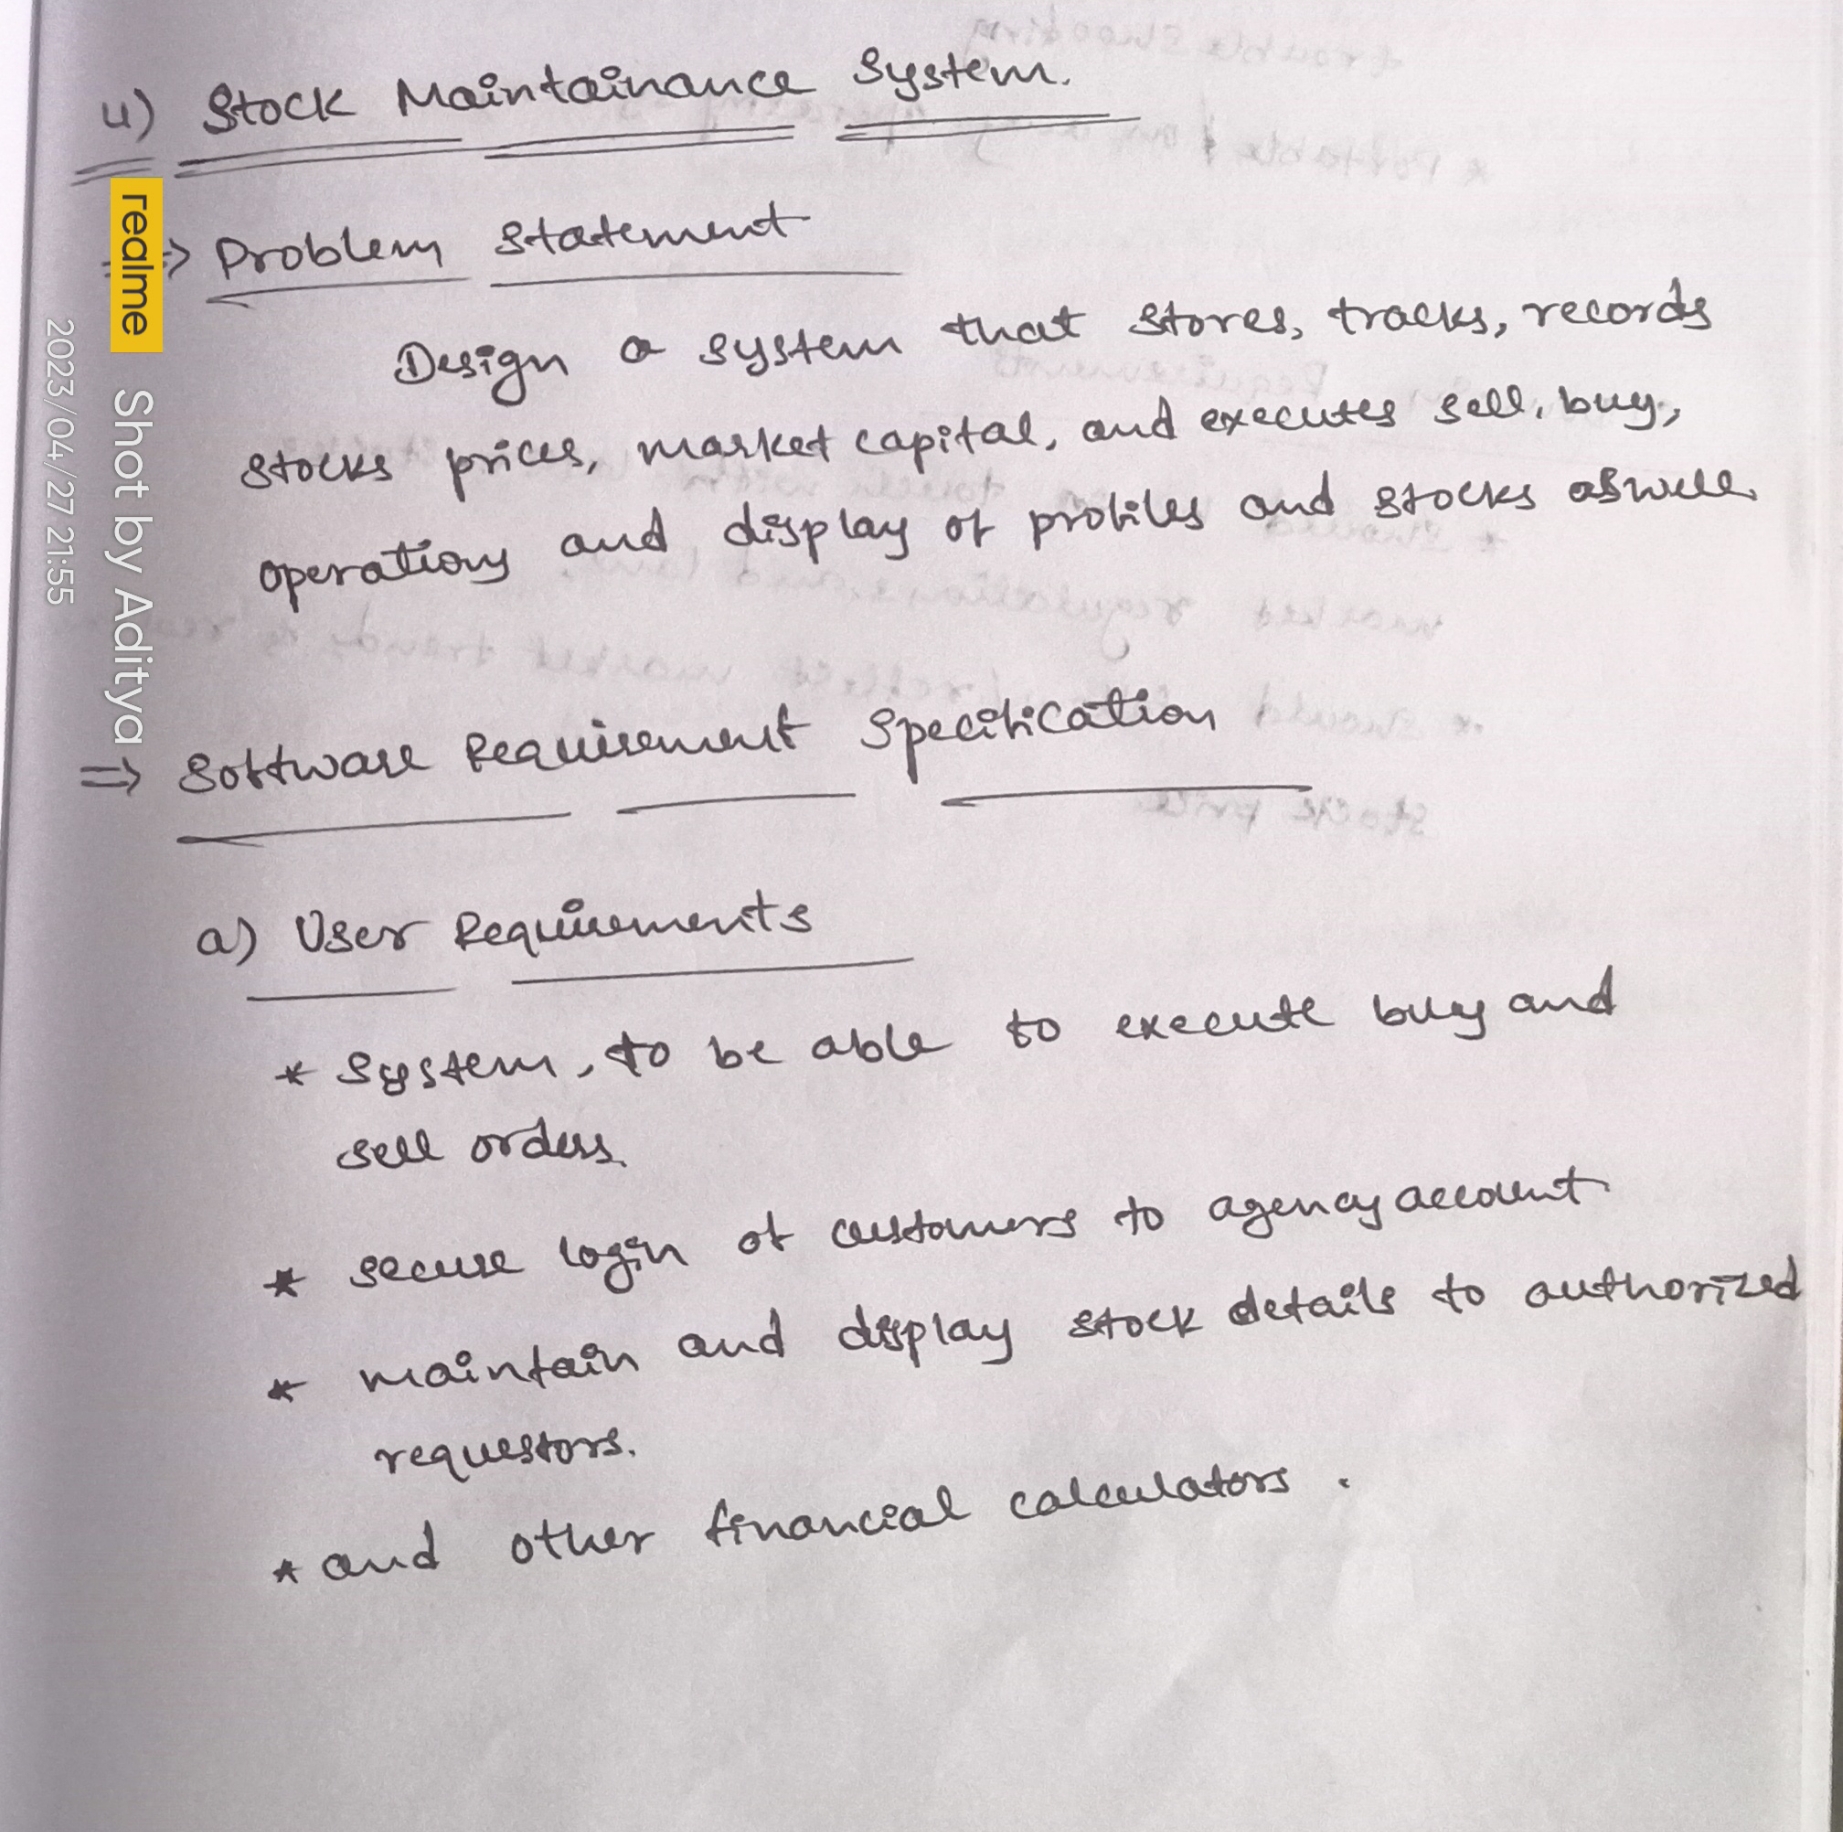 4) Stock Maintainance System.
=> Problem Statement
Design a system that stores, tracks, records
stocks prices, market capital, and executes sell, buy,
operations and display of profiles and stocks aswell.
=> Software Requirement Specification
a) User Requirements
* System, to be able to execute buy and
sell orders.
* secure login of customers to agency account
* maintain and display stock details to authorized
requestors.
* and other financial calculators.
realme Shot by Aditya
2023/04/27 21:55